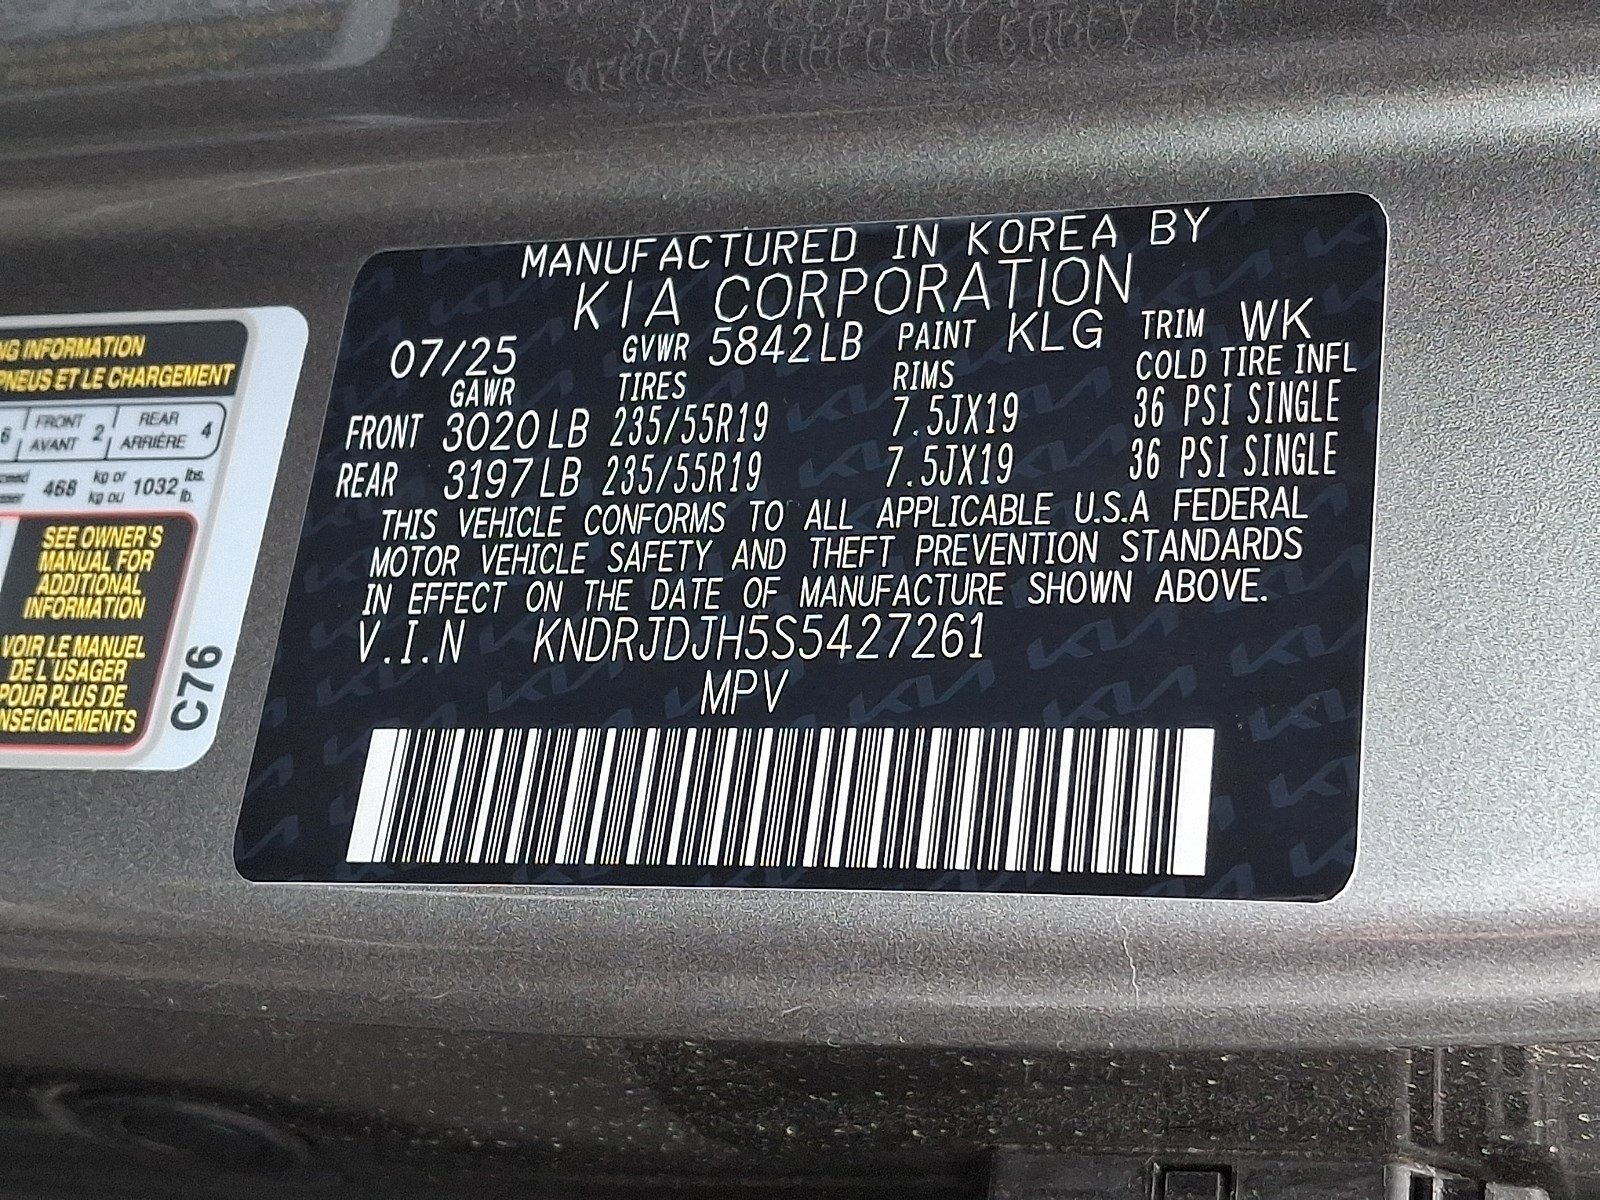 MANUFACTURED IN KOREA BY
KIA CORPORATION
07/25 GVWR 5842LB PAINT KLG TRIM WK
GAWR TIRES RIMS COLD TIRE INFL
FRONT 3020LB 235/55R19 7.5JX19 36 PSI SINGLE
REAR 3197LB 235/55R19 7.5JX19 36 PSI SINGLE
THIS VEHICLE CONFORMS TO ALL APPLICABLE U.S.A FEDERAL
MOTOR VEHICLE SAFETY AND THEFT PREVENTION STANDARDS
IN EFFECT ON THE DATE OF MANUFACTURE SHOWN ABOVE.
V.I.N KNDRJDJH5S5427261
MPV
INFORMATION
PNEUS ET LE CHARGEMENT
6 FRONT AVANT 2 REAR ARRIÈRE 4
468 kg or kg ou 1032 lbs. lb.
SEE OWNER'S
MANUAL FOR
ADDITIONAL
INFORMATION
VOIR LE MANUEL
DE L'USAGER
POUR PLUS DE
NSEIGNEMENTS
C76